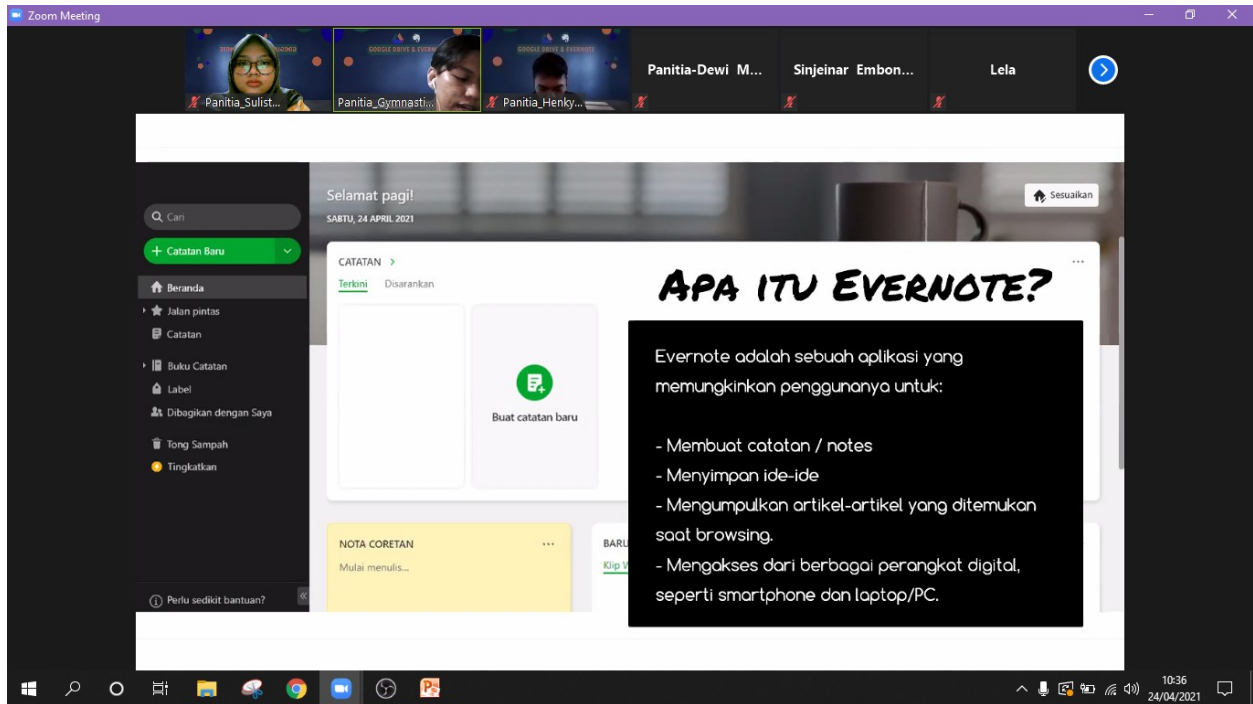 Zoom Meeting
GOOGLE DRIVE & EVERNOTE
Panitia_Sulist...
Panitia_Gymnasti...
Panitia_Henky...
Panitia-Dewi M...
Sinjeinar Embon...
Lela
Selamat pagi!
SABTU, 24 APRIL 2021
Sesuaikan
Cari
Catatan Baru
Beranda
Jalan pintas
Catatan
Buku Catatan
Label
Dibagikan dengan Saya
Tong Sampah
Tingkatkan
Perlu sedikit bantuan?
CATATAN >
Terkini Disarankan
Buat catatan baru
NOTA CORETAN
Mulai menulis...
BARU
Klip
APA ITU EVERNOTE?
Evernote adalah sebuah aplikasi yang
memungkinkan penggunanya untuk:
- Membuat catatan / notes
- Menyimpan ide-ide
- Mengumpulkan artikel-artikel yang ditemukan
saat browsing.
- Mengakses dari berbagai perangkat digital,
seperti smartphone dan laptop/PC.
10:36
24/04/2021